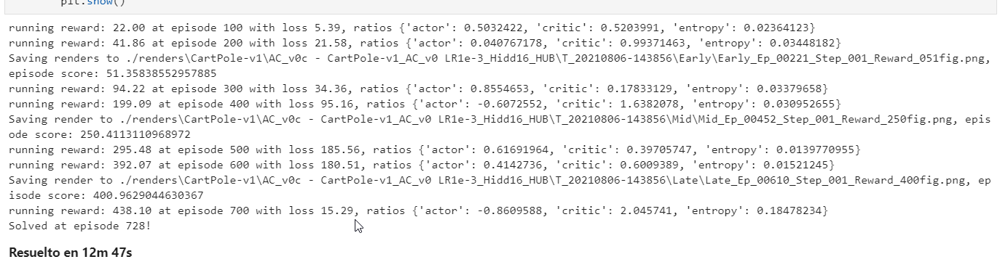 plt.show()
running reward: 22.00 at episode 100 with loss 5.39, ratios {'actor': 0.5032422, 'critic': 0.5203991, 'entropy': 0.02364123}
running reward: 41.86 at episode 200 with loss 21.58, ratios {'actor': 0.040767178, 'critic': 0.99371463, 'entropy': 0.03448182}
Saving renders to ./renders\CartPole-v1\AC_v0c - CartPole-v1_AC_v0 LR1e-3_Hidd16_HUB\T_20210806-143856\Early\Early_Ep_00221_Step_001_Reward_051fig.png,
episode score: 51.35838552957885
running reward: 94.22 at episode 300 with loss 34.36, ratios {'actor': 0.8554653, 'critic': 0.17833129, 'entropy': 0.03379658}
running reward: 199.09 at episode 400 with loss 95.16, ratios {'actor': -0.6072552, 'critic': 1.6382078, 'entropy': 0.030952655}
Saving render to ./renders\CartPole-v1\AC_v0c - CartPole-v1_AC_v0 LR1e-3_Hidd16_HUB\T_20210806-143856\Mid\Mid_Ep_00452_Step_001_Reward_250fig.png, epis
ode score: 250.4113110968972
running reward: 295.48 at episode 500 with loss 185.56, ratios {'actor': 0.61691964, 'critic': 0.39705747, 'entropy': 0.0139770955}
running reward: 392.07 at episode 600 with loss 180.51, ratios {'actor': 0.4142736, 'critic': 0.6009389, 'entropy': 0.01521245}
Saving render to ./renders\CartPole-v1\AC_v0c - CartPole-v1_AC_v0 LR1e-3_Hidd16_HUB\T_20210806-143856\Late\Late_Ep_00610_Step_001_Reward_400fig.png, ep
isode score: 400.9629044630367
running reward: 438.10 at episode 700 with loss 15.29, ratios {'actor': -0.8609588, 'critic': 2.045741, 'entropy': 0.18478234}
Solved at episode 728!
Resuelto en 12m 47s